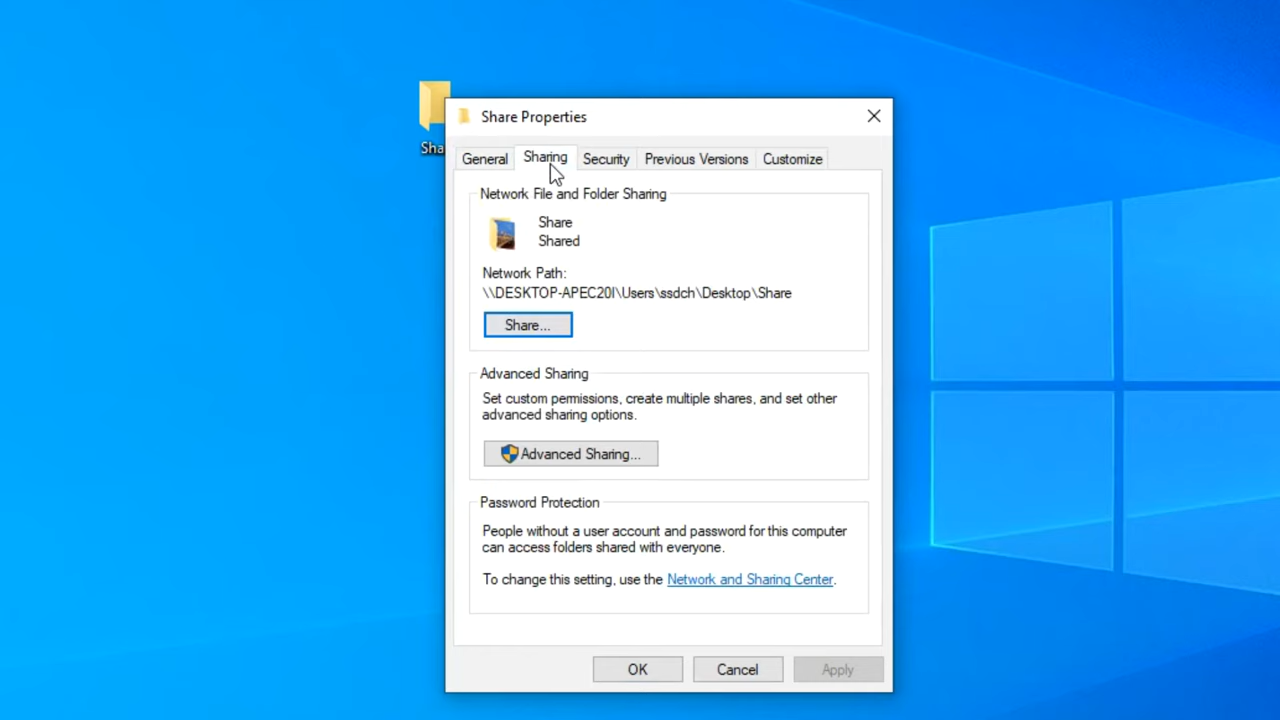 Share Properties
Sha
General Sharing Security Previous Versions Customize
Network File and Folder Sharing
Share
Shared
Network Path:
\\DESKTOP-APEC20I\Users\ssdch\Desktop\Share
Share...
Advanced Sharing
Set custom permissions, create multiple shares, and set other
advanced sharing options.
Advanced Sharing...
Password Protection
People without a user account and password for this computer
can access folders shared with everyone.
To change this setting, use the Network and Sharing Center.
OK Cancel Apply